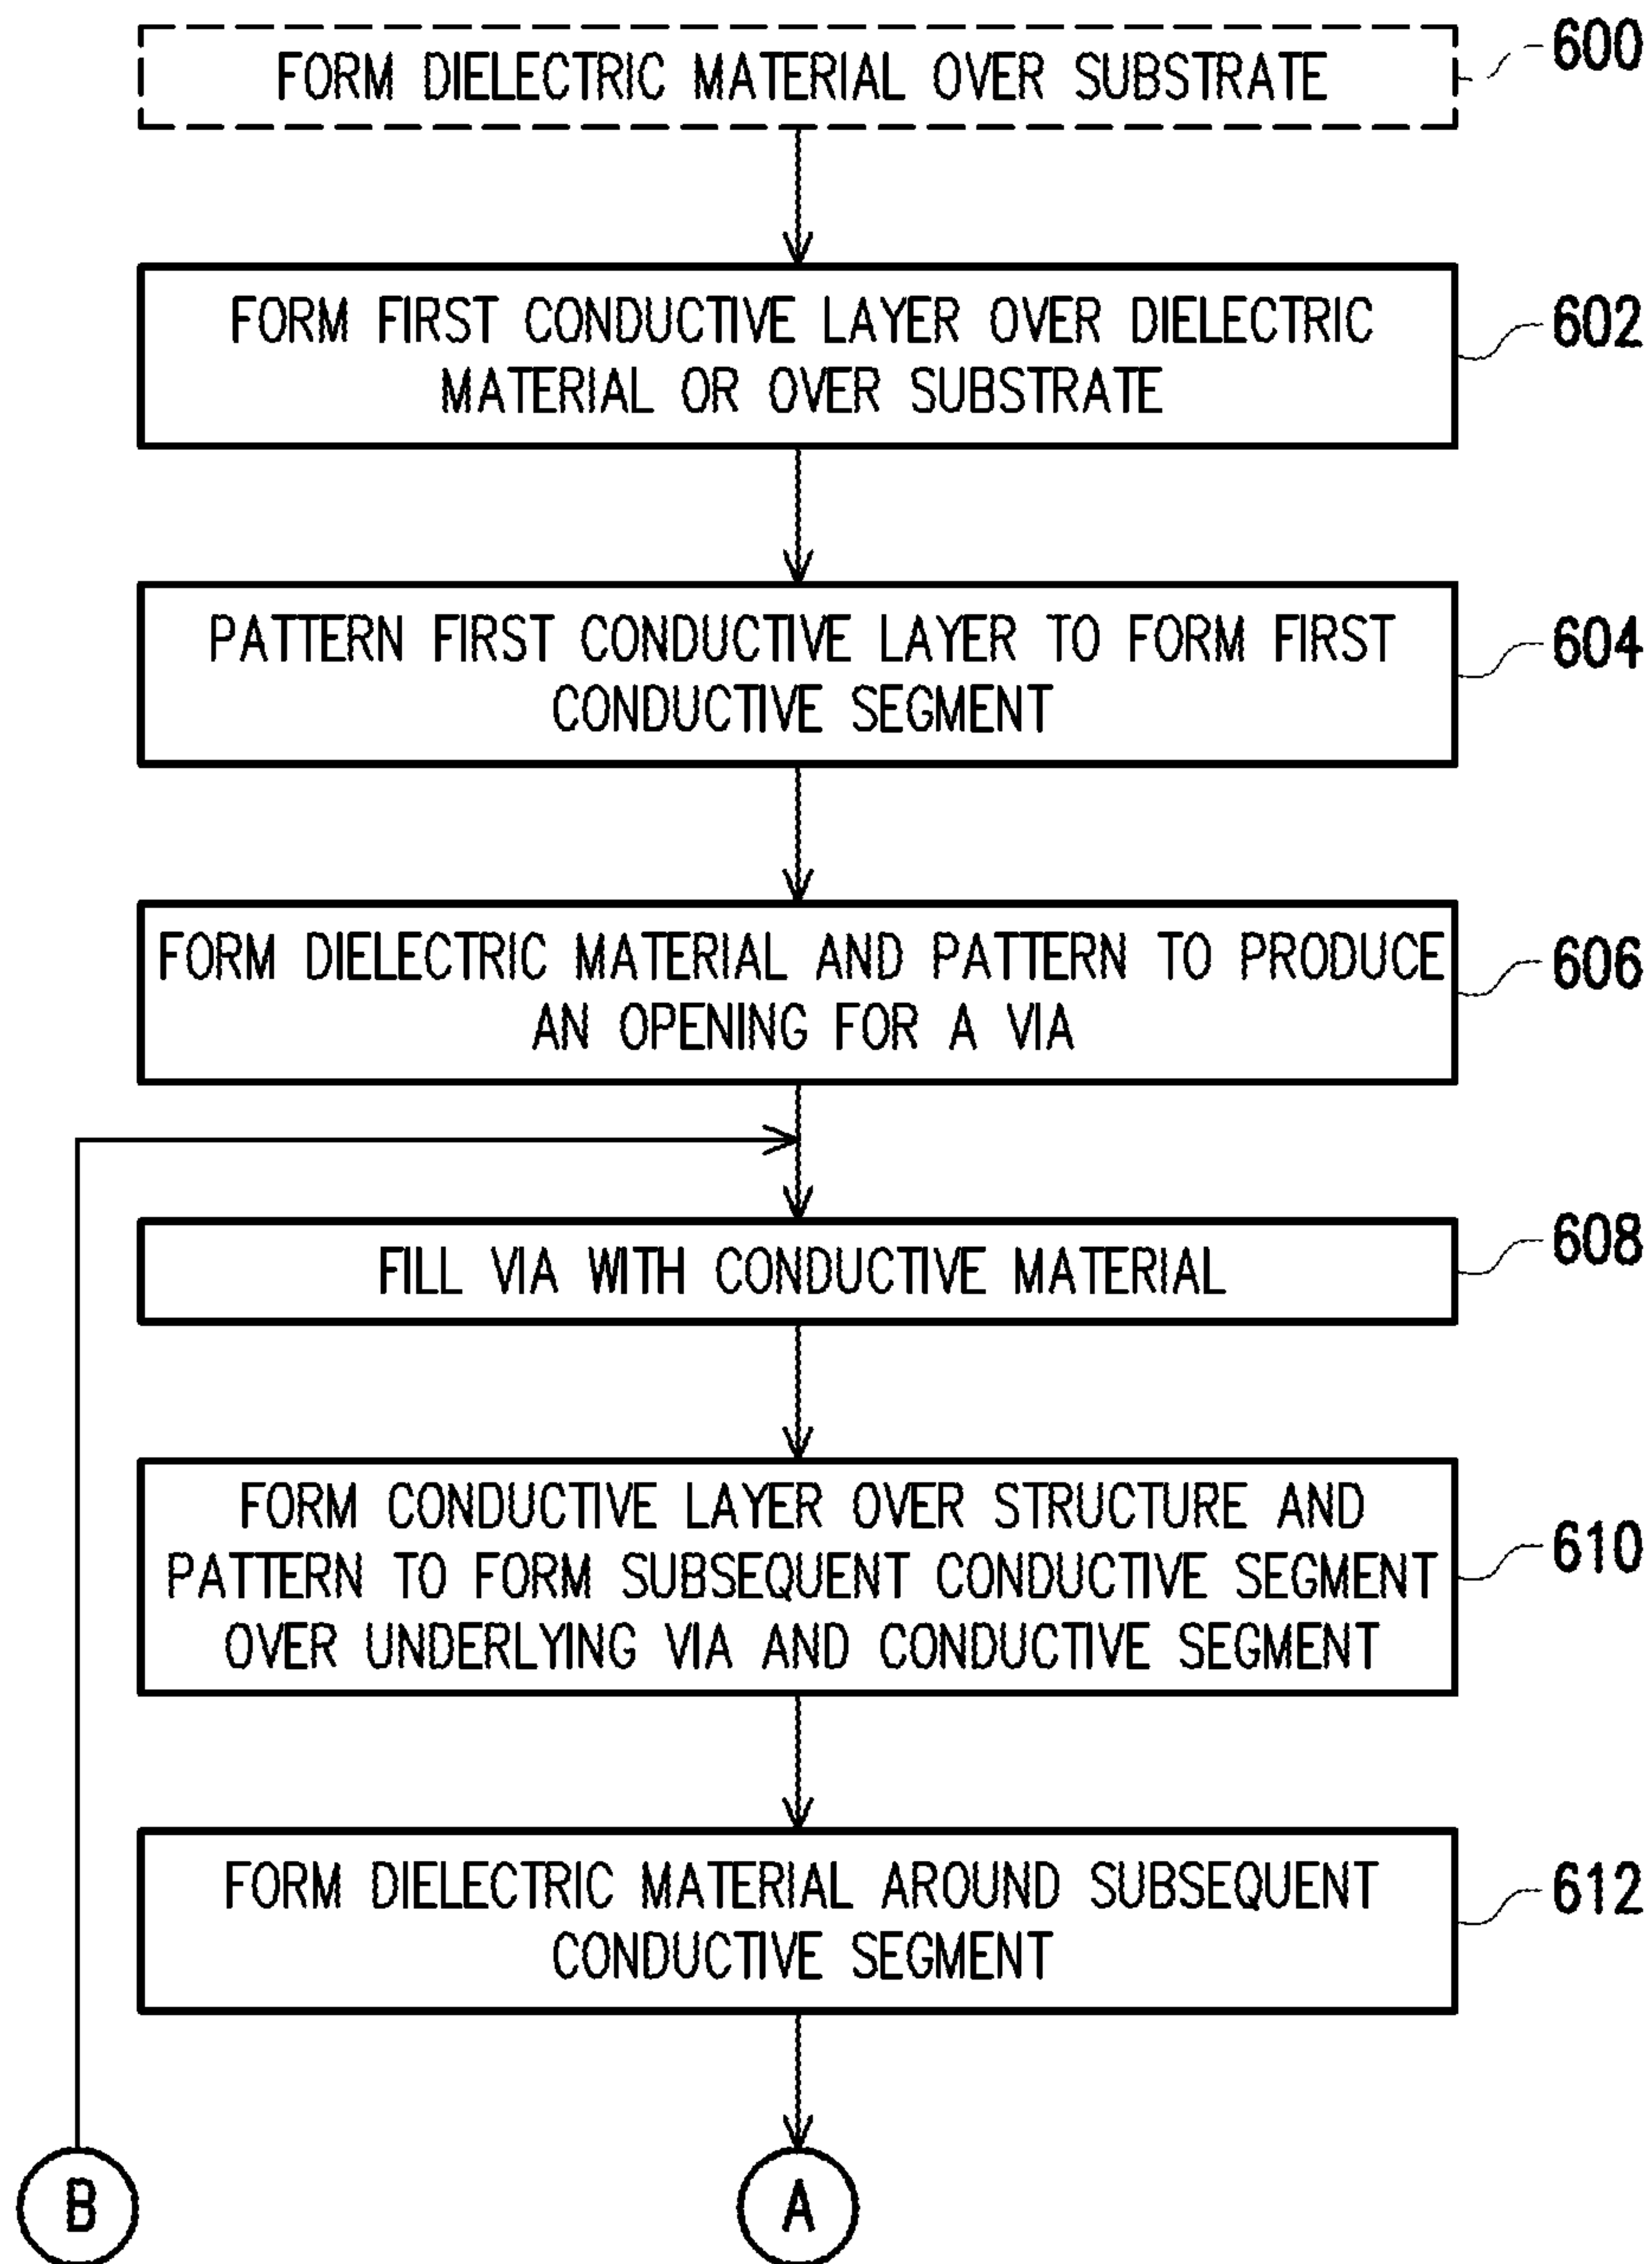 FORM DIELECTRIC MATERIAL OVER SUBSTRATE
600
FORM FIRST CONDUCTIVE LAYER OVER DIELECTRIC
MATERIAL OR OVER SUBSTRATE
602
PATTERN FIRST CONDUCTIVE LAYER TO FORM FIRST
CONDUCTIVE SEGMENT
604
FORM DIELECTRIC MATERIAL AND PATTERN TO PRODUCE
AN OPENING FOR A VIA
606
FILL VIA WITH CONDUCTIVE MATERIAL
608
FORM CONDUCTIVE LAYER OVER STRUCTURE AND
PATTERN TO FORM SUBSEQUENT CONDUCTIVE SEGMENT
OVER UNDERLYING VIA AND CONDUCTIVE SEGMENT
610
FORM DIELECTRIC MATERIAL AROUND SUBSEQUENT
CONDUCTIVE SEGMENT
612
B
A